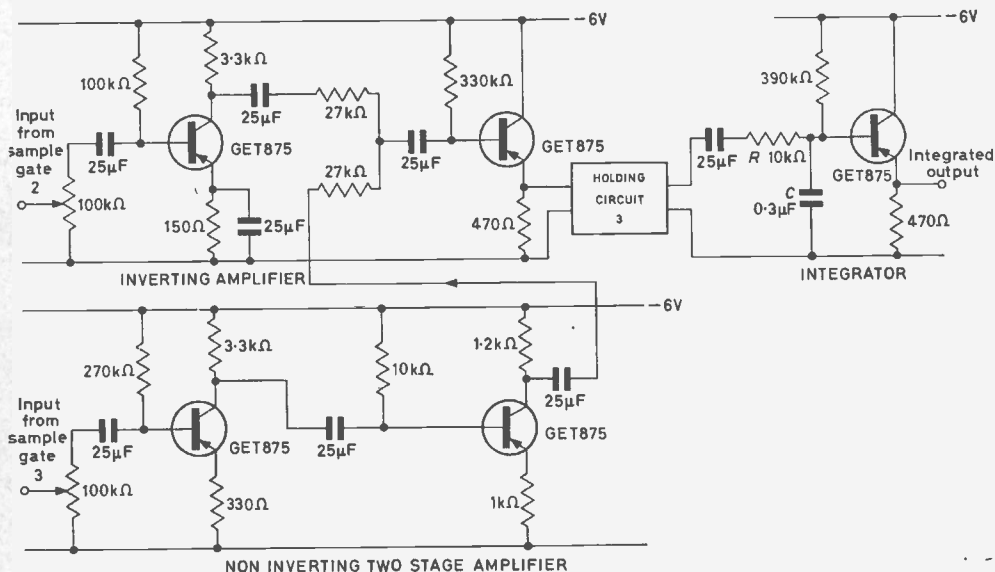 −6V
3·3kΩ
100kΩ
25μF
27kΩ
330kΩ
Input
from
sample
gate
2
25μF
GET875
25μF
GET875
100kΩ
27kΩ
150Ω
25μF
470Ω
HOLDING
CIRCUIT
3
INVERTING AMPLIFIER
−6V
390kΩ
25μF
R 10kΩ
GET875
Integrated
output
C
0·3μF
470Ω
INTEGRATOR
−6V
3·3kΩ
270kΩ
10kΩ
1·2kΩ
25μF
Input
from
sample
gate
3
25μF
GET875
25μF
GET875
100kΩ
330Ω
1kΩ
NON INVERTING TWO STAGE AMPLIFIER